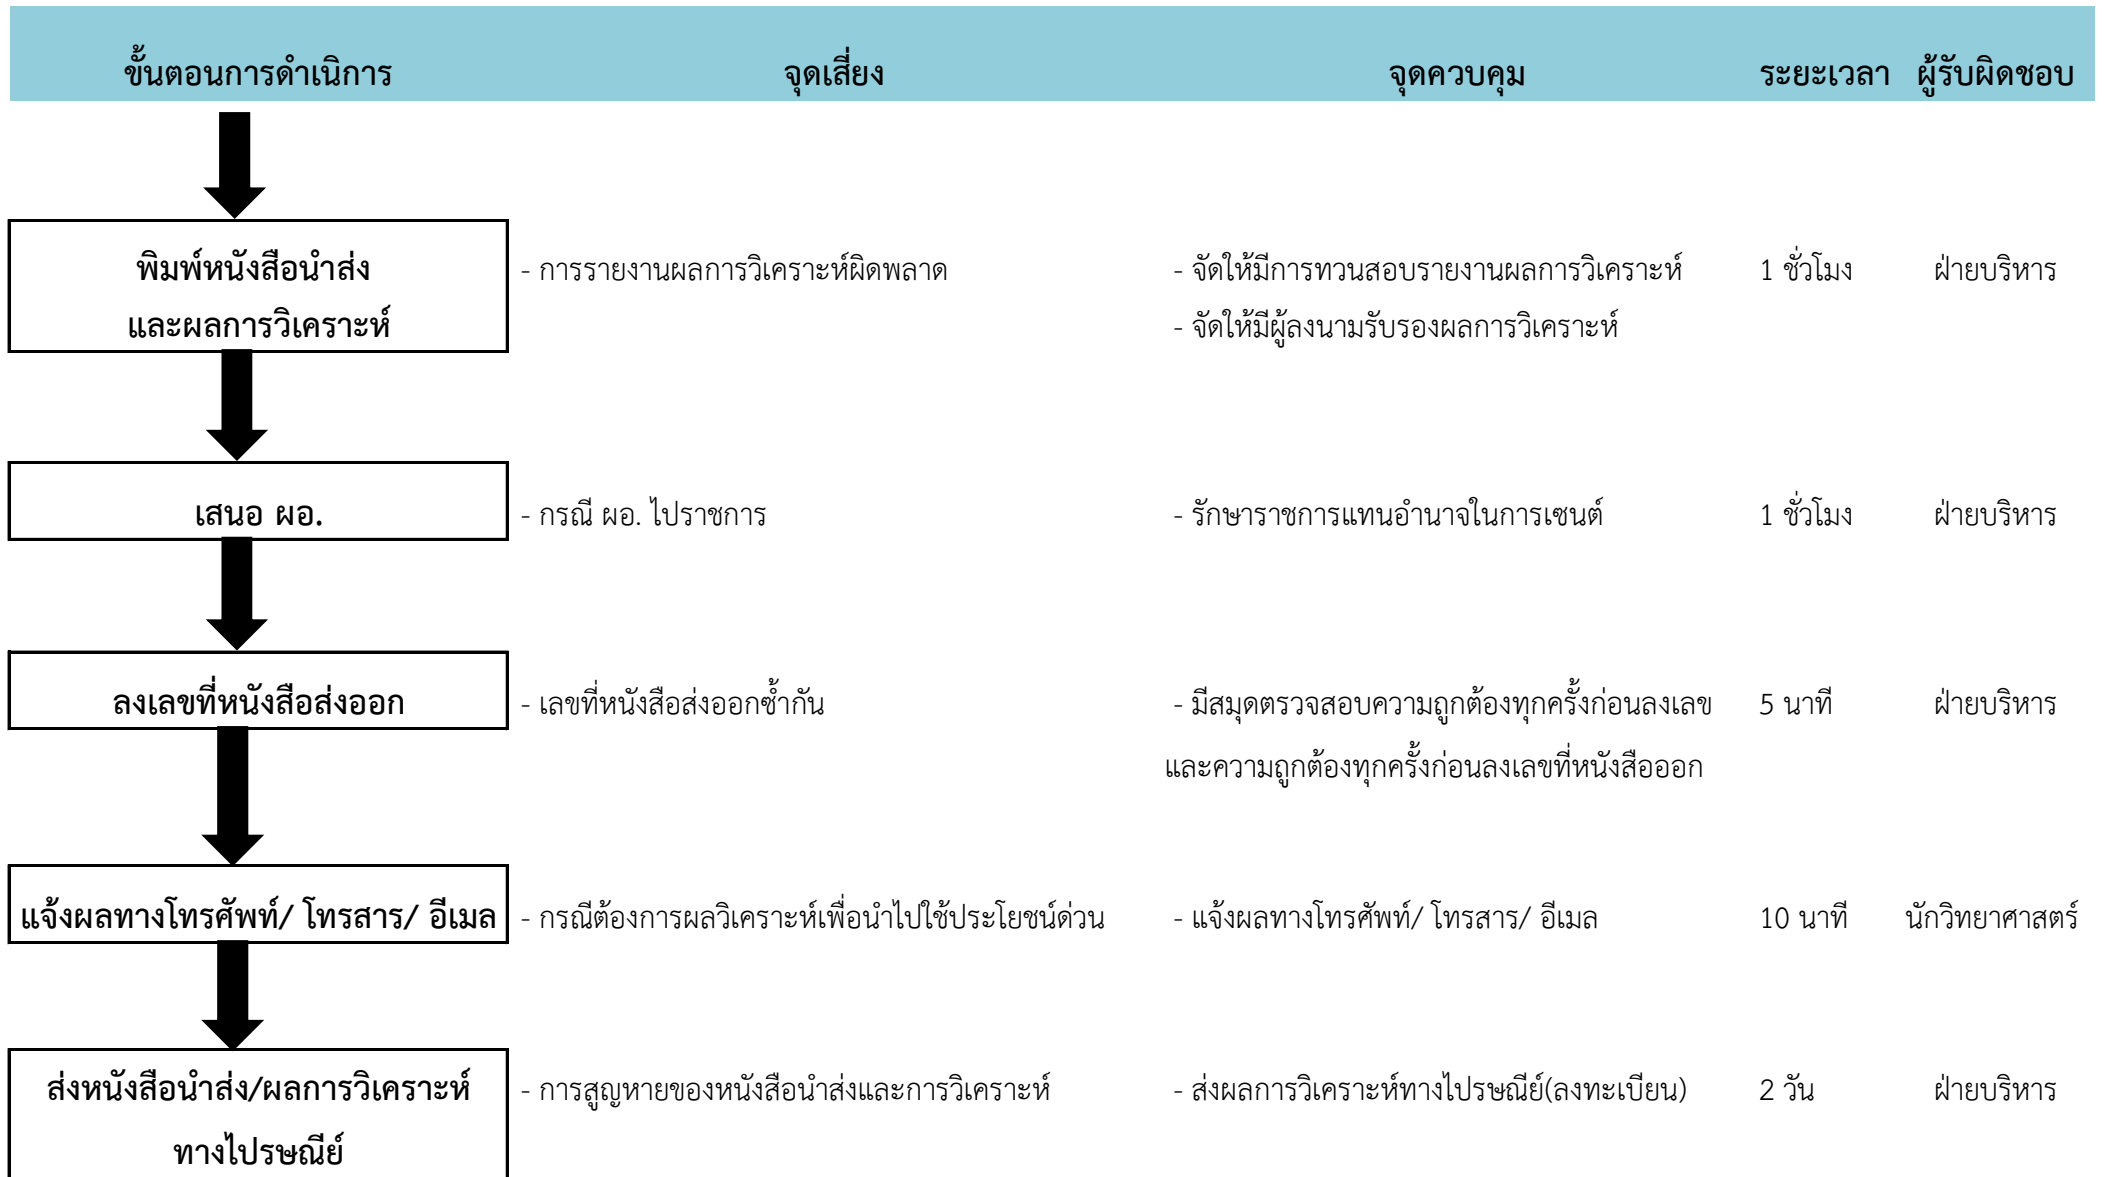 ขั้นตอนการดำเนิการ จุดเสี่ยง จุดควบคุม ระยะเวลา ผู้รับผิดชอบ
พิมพ์หนังสือนำส่ง - การรายงานผลการวิเคราะห์ผิดพลาด - จัดให้มีการทวนสอบรายงานผลการวิเคราะห์ 1 ชั่วโมง ฝ่ายบริหาร
และผลการวิเคราะห์ - จัดให้มีผู้ลงนามรับรองผลการวิเคราะห์
เสนอ ผอ. - กรณี ผอ. ไปราชการ - รักษาราชการแทนอำนาจในการเซนต์ 1 ชั่วโมง ฝ่ายบริหาร
ลงเลขที่หนังสือส่งออก - เลขที่หนังสือส่งออกซ้ำกัน - มีสมุดตรวจสอบความถูกต้องทุกครั้งก่อนลงเลข 5 นาที ฝ่ายบริหาร
และความถูกต้องทุกครั้งก่อนลงเลขที่หนังสือออก
แจ้งผลทางโทรศัพท์/ โทรสาร/ อีเมล - กรณีต้องการผลวิเคราะห์เพื่อนำไปใช้ประโยชน์ด่วน - แจ้งผลทางโทรศัพท์/ โทรสาร/ อีเมล 10 นาที นักวิทยาศาสตร์
ส่งหนังสือนำส่ง/ผลการวิเคราะห์ - การสูญหายของหนังสือนำส่งและการวิเคราะห์ - ส่งผลการวิเคราะห์ทางไปรษณีย์(ลงทะเบียน) 2 วัน ฝ่ายบริหาร
ทางไปรษณีย์